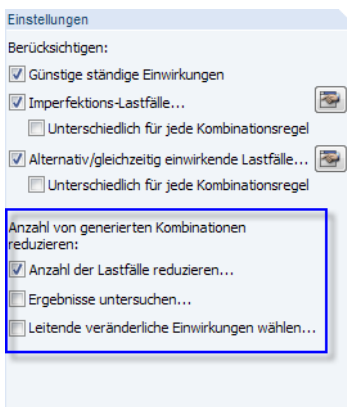 Einstellungen
Berücksichtigen:
Günstige ständige Einwirkungen
Imperfektions-Lastfälle...
Unterschiedlich für jede Kombinationsregel
Alternativ/gleichzeitig einwirkende Lastfälle...
Unterschiedlich für jede Kombinationsregel
Anzahl von generierten Kombinationen
reduzieren:
Anzahl der Lastfälle reduzieren...
Ergebnisse untersuchen...
Leitende veränderliche Einwirkungen wählen...